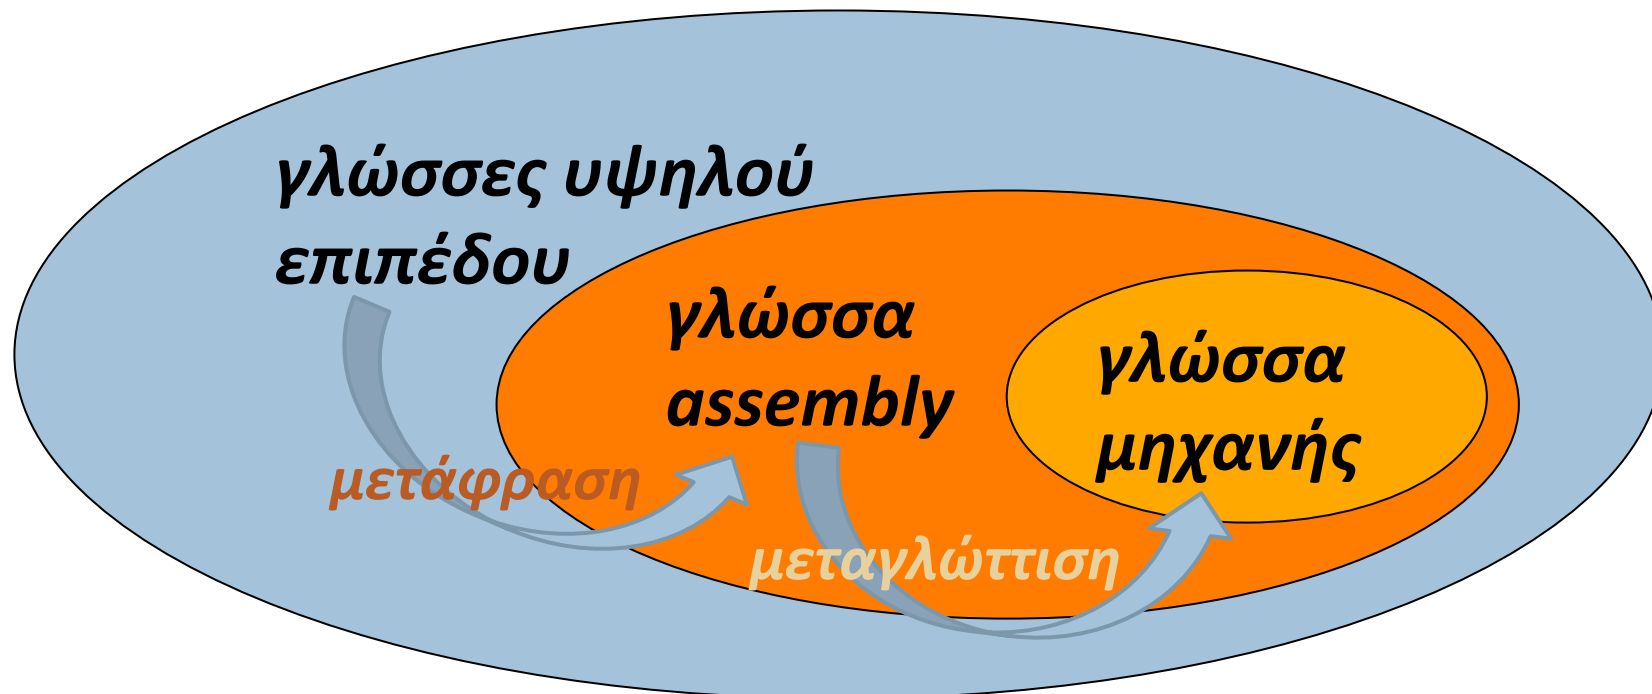 γλώσσες υψηλού
επιπέδου
γλώσσα
assembly
γλώσσα
μηχανής
μετάφραση
μεταγλώττιση